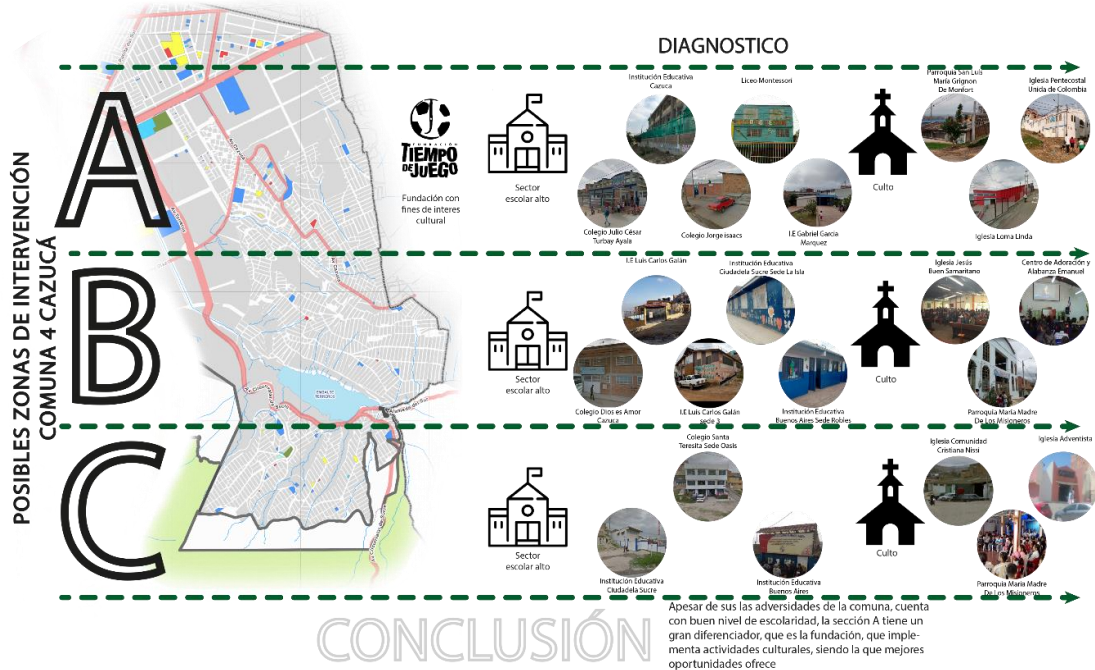 POSIBLES ZONAS DE INTERVENCIÓN
COMUNA 4 CAZUCÁ
DIAGNOSTICO
A
FUNDACIÓN
TIEMPO
DE JUEGO
Fundación con
fines de interes
cultural
Sector
escolar alto
Institución Educativa
Cazuca
Liceo Montessori
Colegio Julio César
Turbay Ayala
Colegio Jorge isaacs
I.E Gabriel Garcia
Marquez
Culto
Parroquia San Luis
María Grignon
De Monfort
Iglesia Pentecostal
Unida de Colombia
Iglesia Loma Linda
B
Sector
escolar alto
I.E Luis Carlos Galán
Institución Educativa
Ciudadela Sucre Sede La Isla
Colegio Dios es Amor
Cazuca
I.E Luis Carlos Galán
sede 3
Institución Educativa
Buenos Aires Sede Robles
Culto
Iglesia Jesús
Buen Samaritano
Centro de Adoración y
Alabanza Emanuel
Parroquia María Madre
De Los Misioneros
C
Sector
escolar alto
Colegio Santa
Teresita Sede Oasis
Institución Educativa
Ciudadela Sucre
Institución Educativa
Buenos Aires
Culto
Iglesia Comunidad
Cristiana Nissi
Iglesia Adventista
Parroquia María Madre
De Los Misioneros
CONCLUSIÓN
Apesar de sus las adversidades de la comuna, cuenta
con buen nivel de escolaridad, la sección A tiene un
gran diferenciador, que es la fundación, que imple-
menta actividades culturales, siendo la que mejores
oportunidades ofrece